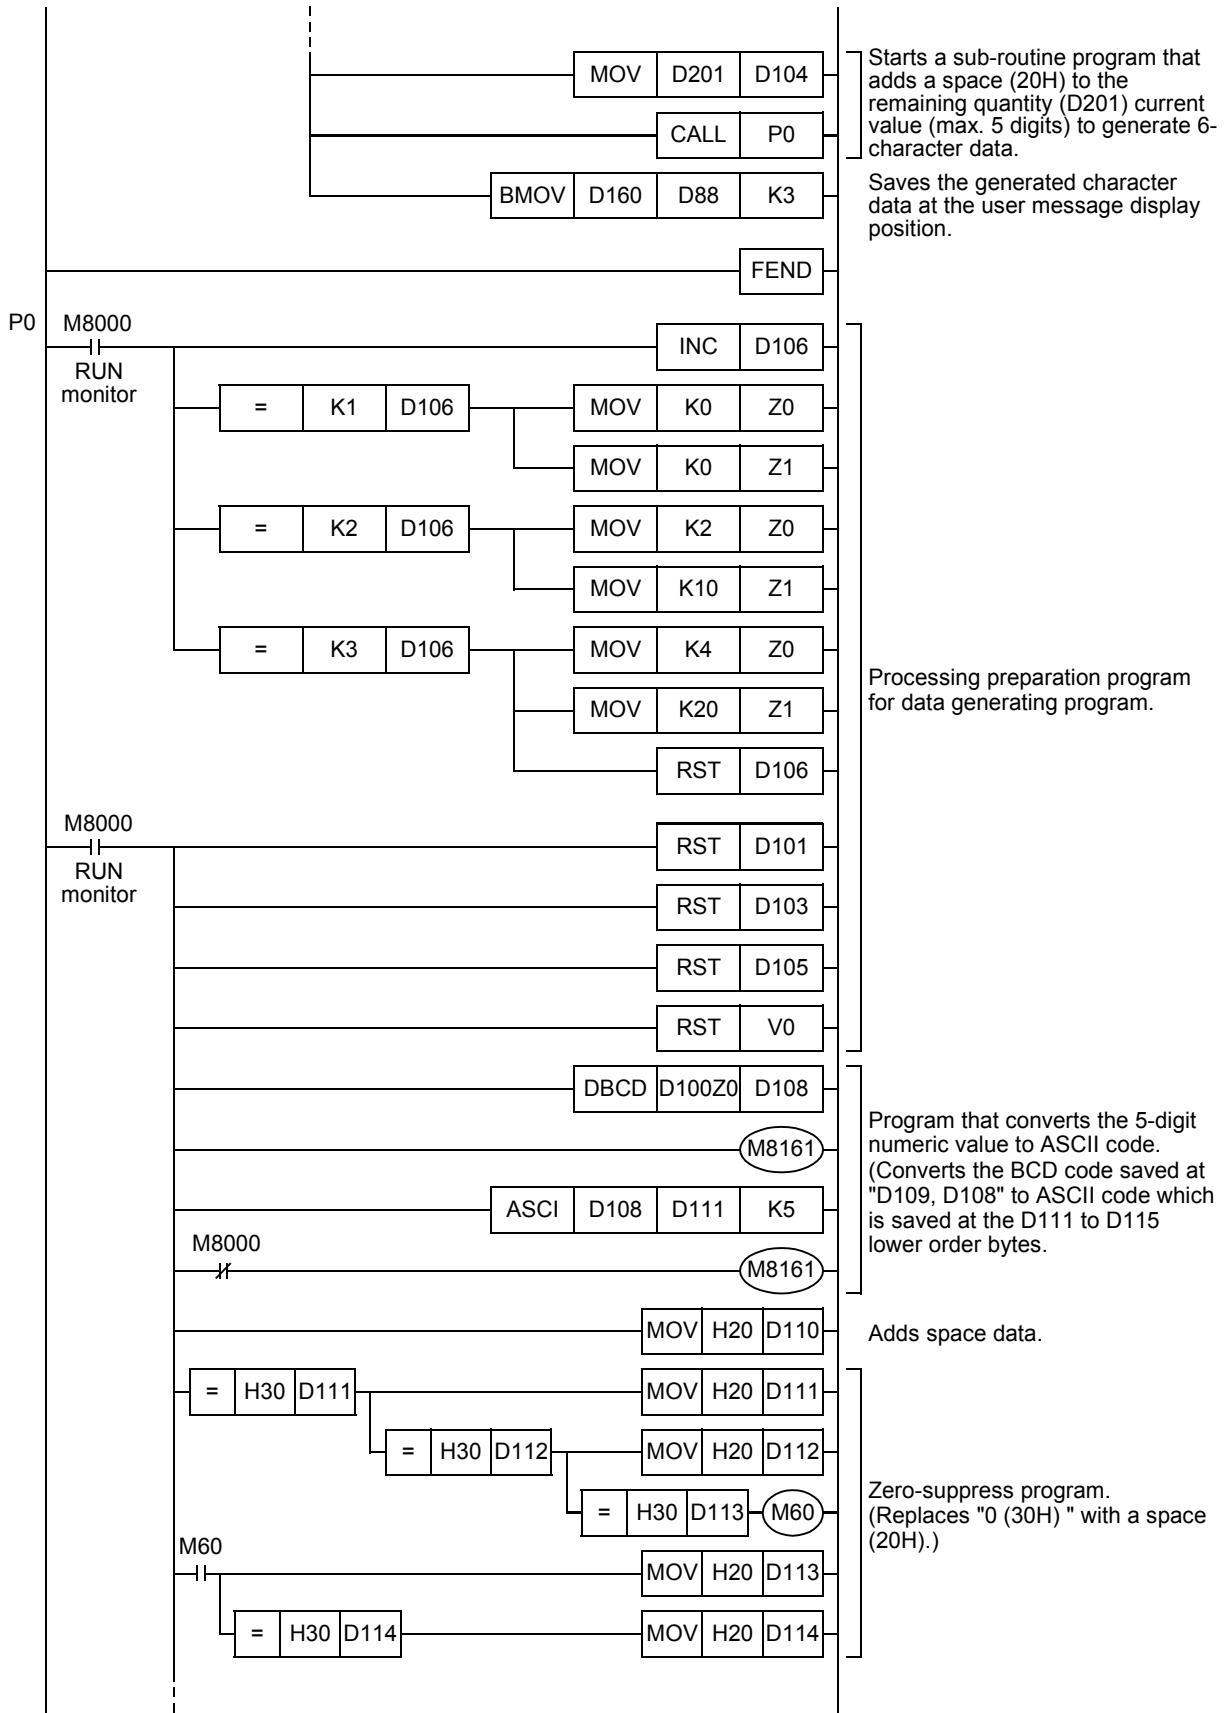 MOV D201 D104
Starts a sub-routine program that
adds a space (20H) to the
remaining quantity (D201) current
value (max. 5 digits) to generate 6-
character data.
CALL P0
BMOV D160 D88 K3
Saves the generated character
data at the user message display
position.
FEND
P0 M8000
RUN
monitor
INC D106
= K1 D106 MOV K0 Z0
MOV K0 Z1
= K2 D106 MOV K2 Z0
MOV K10 Z1
= K3 D106 MOV K4 Z0
MOV K20 Z1
RST D106
Processing preparation program
for data generating program.
M8000
RUN
monitor
RST D101
RST D103
RST D105
RST V0
DBCD D100Z0 D108
M8161
ASCI D108 D111 K5
M8000
M8161
Program that converts the 5-digit
numeric value to ASCII code.
(Converts the BCD code saved at
"D109, D108" to ASCII code which
is saved at the D111 to D115
lower order bytes.
MOV H20 D110
Adds space data.
= H30 D111 MOV H20 D111
= H30 D112 MOV H20 D112
= H30 D113 M60
M60
MOV H20 D113
= H30 D114 MOV H20 D114
Zero-suppress program.
(Replaces "0 (30H) " with a space
(20H).)